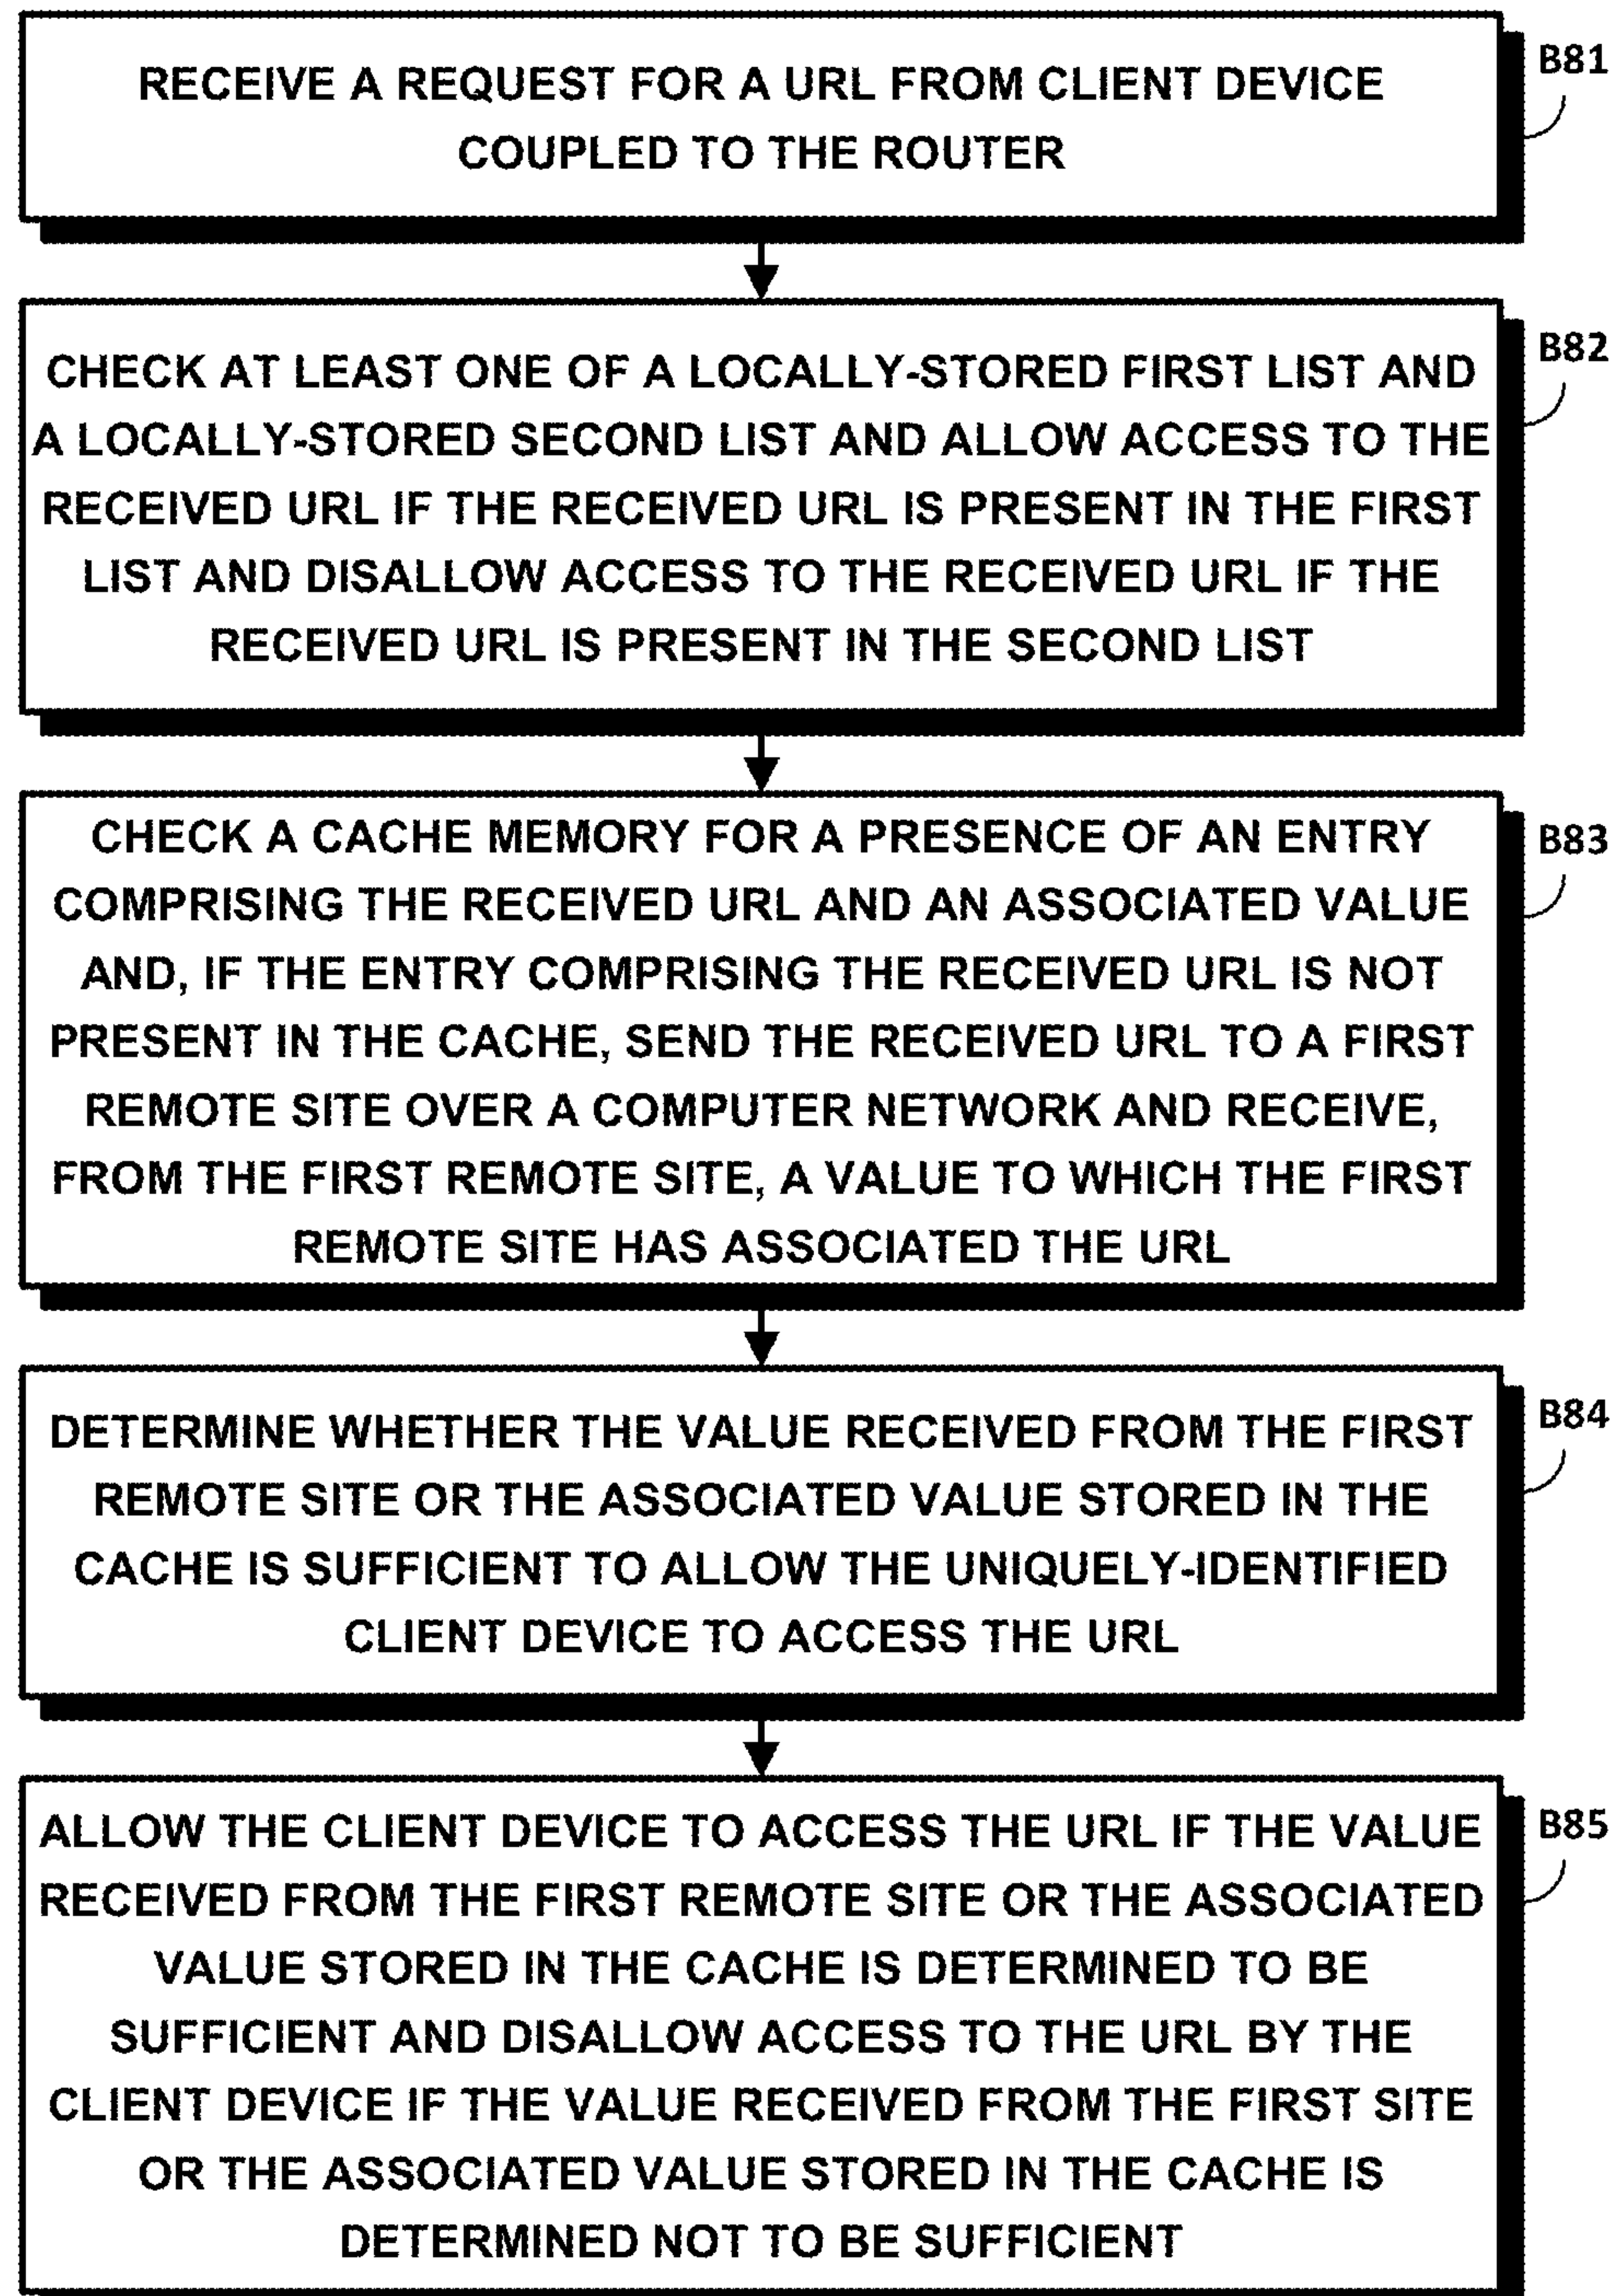 RECEIVE A REQUEST FOR A URL FROM CLIENT DEVICE
COUPLED TO THE ROUTER
B81
CHECK AT LEAST ONE OF A LOCALLY-STORED FIRST LIST AND
A LOCALLY-STORED SECOND LIST AND ALLOW ACCESS TO THE
RECEIVED URL IF THE RECEIVED URL IS PRESENT IN THE FIRST
LIST AND DISALLOW ACCESS TO THE RECEIVED URL IF THE
RECEIVED URL IS PRESENT IN THE SECOND LIST
B82
CHECK A CACHE MEMORY FOR A PRESENCE OF AN ENTRY
COMPRISING THE RECEIVED URL AND AN ASSOCIATED VALUE
AND, IF THE ENTRY COMPRISING THE RECEIVED URL IS NOT
PRESENT IN THE CACHE, SEND THE RECEIVED URL TO A FIRST
REMOTE SITE OVER A COMPUTER NETWORK AND RECEIVE,
FROM THE FIRST REMOTE SITE, A VALUE TO WHICH THE FIRST
REMOTE SITE HAS ASSOCIATED THE URL
B83
DETERMINE WHETHER THE VALUE RECEIVED FROM THE FIRST
REMOTE SITE OR THE ASSOCIATED VALUE STORED IN THE
CACHE IS SUFFICIENT TO ALLOW THE UNIQUELY-IDENTIFIED
CLIENT DEVICE TO ACCESS THE URL
B84
ALLOW THE CLIENT DEVICE TO ACCESS THE URL IF THE VALUE
RECEIVED FROM THE FIRST REMOTE SITE OR THE ASSOCIATED
VALUE STORED IN THE CACHE IS DETERMINED TO BE
SUFFICIENT AND DISALLOW ACCESS TO THE URL BY THE
CLIENT DEVICE IF THE VALUE RECEIVED FROM THE FIRST SITE
OR THE ASSOCIATED VALUE STORED IN THE CACHE IS
DETERMINED NOT TO BE SUFFICIENT
B85